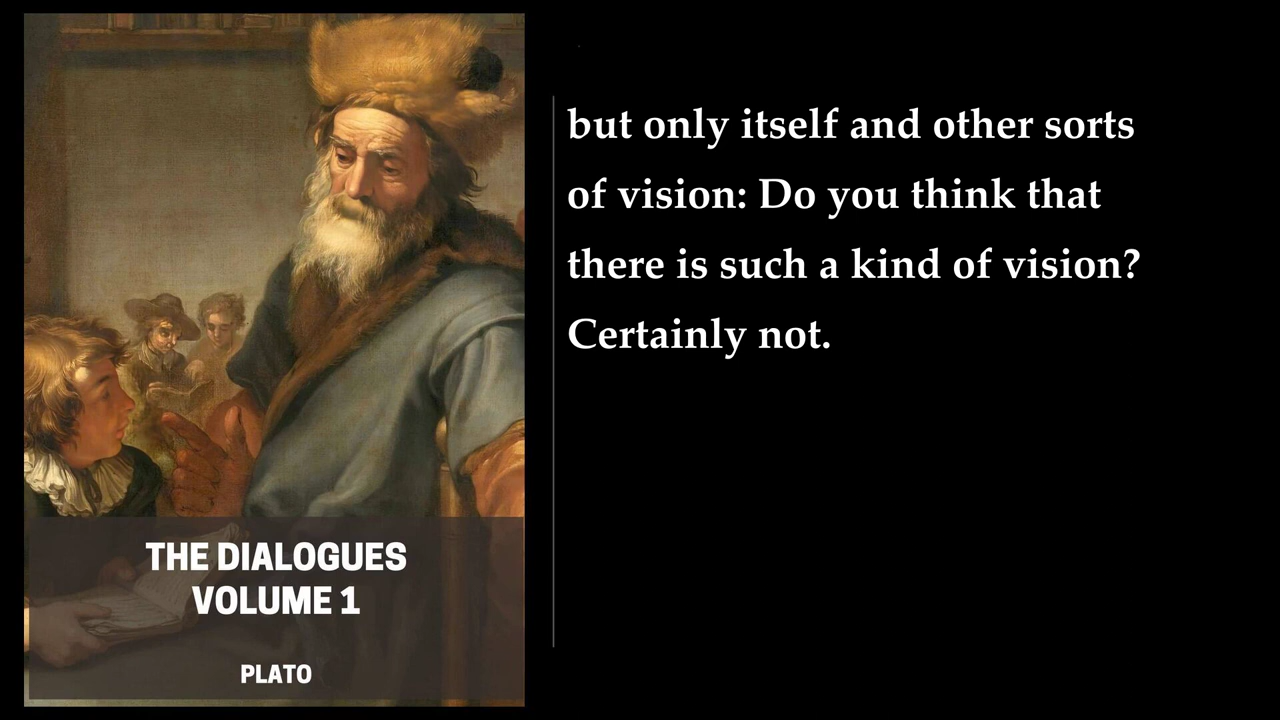 but only itself and other sorts
of vision: Do you think that
there is such a kind of vision?
Certainly not.
THE DIALOGUES
VOLUME 1
PLATO